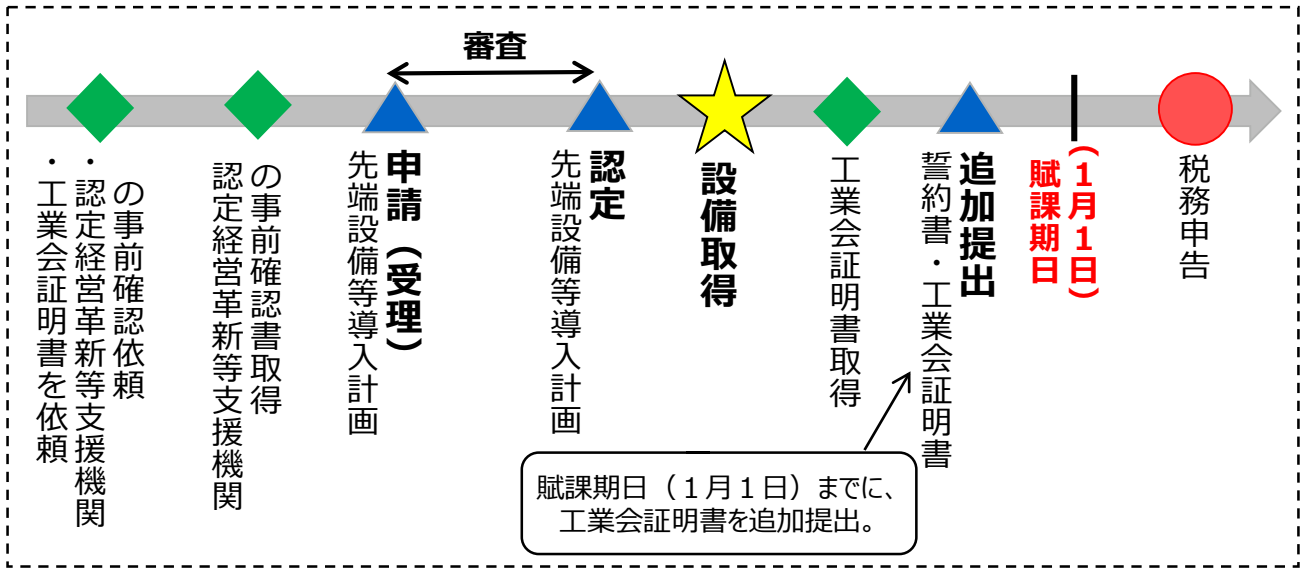 審査
・工業会証明書を依頼
・認定経営革新等支援機関
の事前確認依頼
認定経営革新等支援機関
の事前確認書取得
先端設備等導入計画
申請（受理）
先端設備等導入計画
認定
設備取得
工業会証明書取得
誓約書・工業会証明書
追加提出
賦課期日
（１月１日）
税務申告
賦課期日（１月１日）までに、
工業会証明書を追加提出。